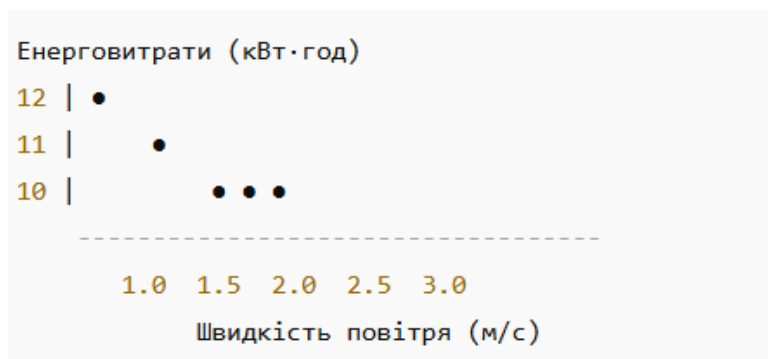 Енерговитрати (кВт·год)
12 | ●
11 | ●
10 | ● ● ●
-----------------------------------
1.0 1.5 2.0 2.5 3.0
Швидкість повітря (м/с)